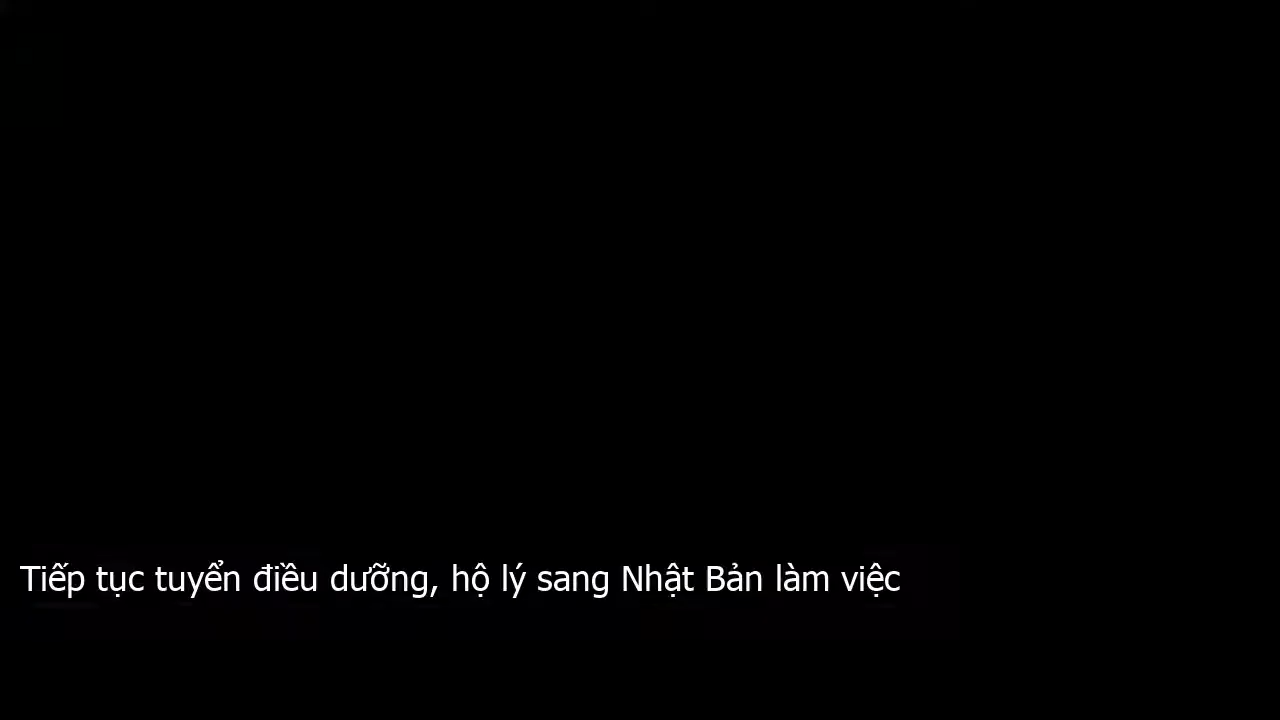 Tiếp tục tuyển điều dưỡng, hộ lý sang Nhật Bản làm việc